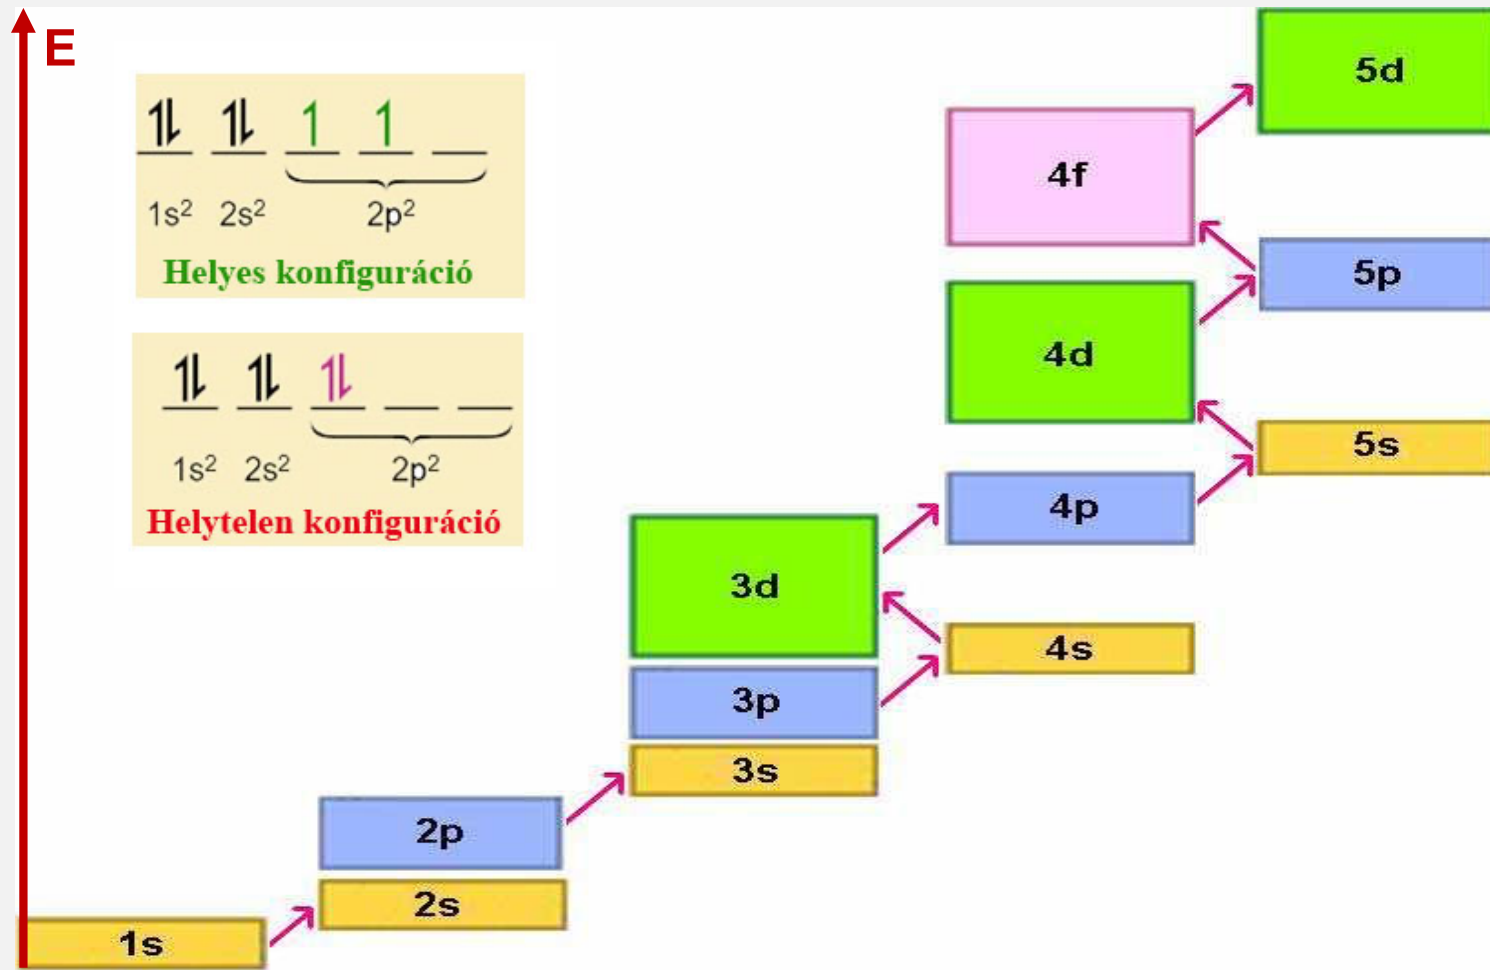 E
1s² 2s² 2p²
Helyes konfiguráció
1s² 2s² 2p²
Helytelen konfiguráció
5d
4f
5p
4d
5s
4p
3d
4s
3p
3s
2p
2s
1s